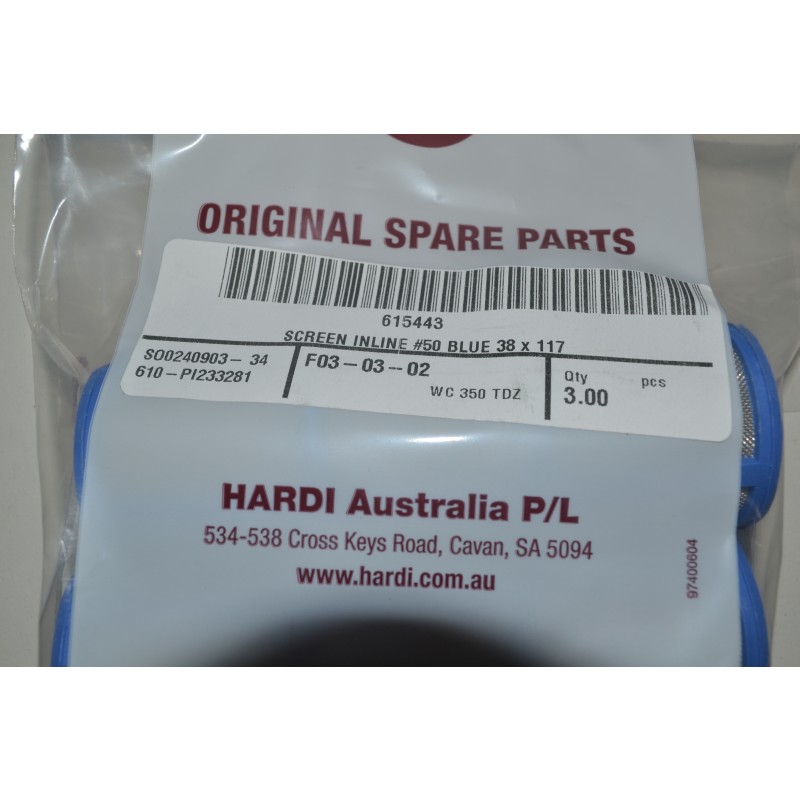 ORIGINAL SPARE PARTS
615443
SCREEN INLINE #50 BLUE 38 x 117
SO0240903-34
610-PI233281
F03-03-02
WC 350 TDZ
Qty pcs
3.00
HARDI Australia P/L
534-538 Cross Keys Road, Cavan, SA 5094
www.hardi.com.au
97400604